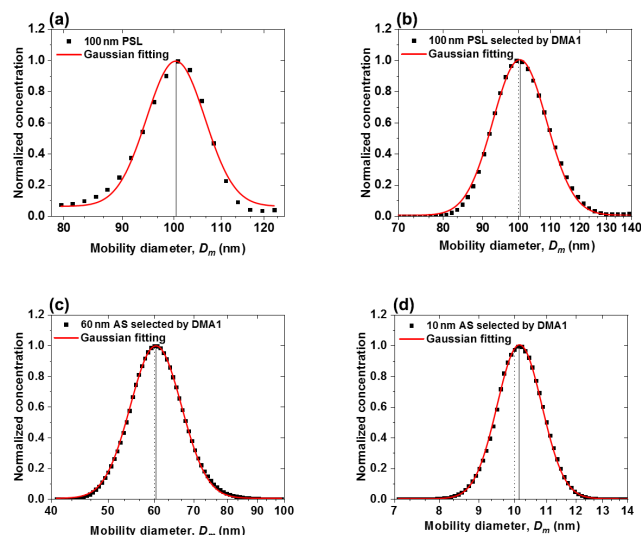 (a)
100 nm PSL
Gaussian fitting
Normalized concentration
1.2
1.0
0.8
0.6
0.4
0.2
0.0
80 90 100 110 120
Mobility diameter, Dm (nm)
(b)
100 nm PSL selected by DMA1
Gaussian fitting
Normalized concentration
1.2
1.0
0.8
0.6
0.4
0.2
0.0
70 80 90 100 110 120 130 140
Mobility diameter, Dm (nm)
(c)
60 nm AS selected by DMA1
Gaussian fitting
Normalized concentration
1.2
1.0
0.8
0.6
0.4
0.2
0.0
40 50 60 70 80 90 100
Mobility diameter, Dm (nm)
(d)
10 nm AS selected by DMA1
Gaussian fitting
Normalized concentration
1.2
1.0
0.8
0.6
0.4
0.2
0.0
7 8 9 10 11 12 13 14
Mobility diameter, Dm (nm)